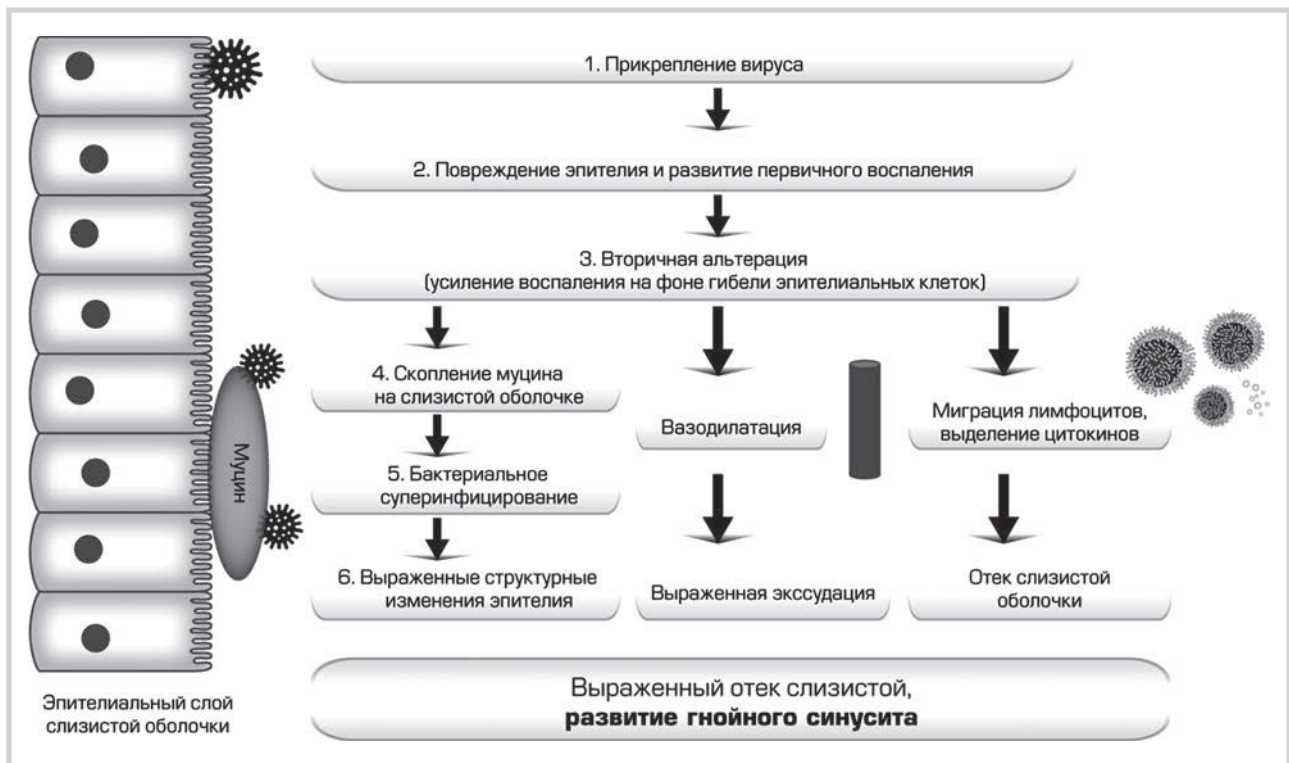 1. Прикрепление вируса
2. Повреждение эпителия и развитие первичного воспаления
3. Вторичная альтерация
(усиление воспаления на фоне гибели эпителиальных клеток)
4. Скопление муцина
на слизистой оболочке
Вазодилатация
Миграция лимфоцитов,
выделение цитокинов
Муцин
5. Бактериальное
суперинфицирование
6. Выраженные структурные
изменения эпителия
Выраженная экссудация
Отек слизистой
оболочки
Выраженный отек слизистой,
развитие гнойного синусита
Эпителиальный слой
слизистой оболочки